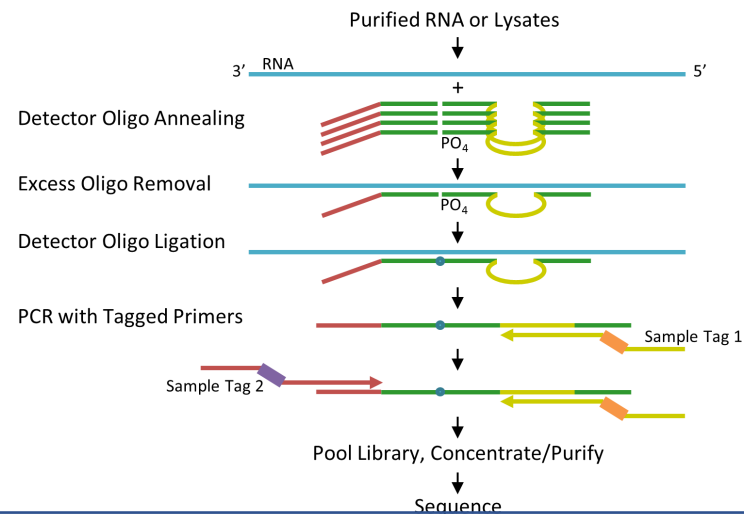 Purified RNA or Lysates
3’ RNA 5’
+
Detector Oligo Annealing
PO4
Excess Oligo Removal
PO4
Detector Oligo Ligation
PCR with Tagged Primers
Sample Tag 1
Sample Tag 2
Pool Library, Concentrate/Purify
Sequence